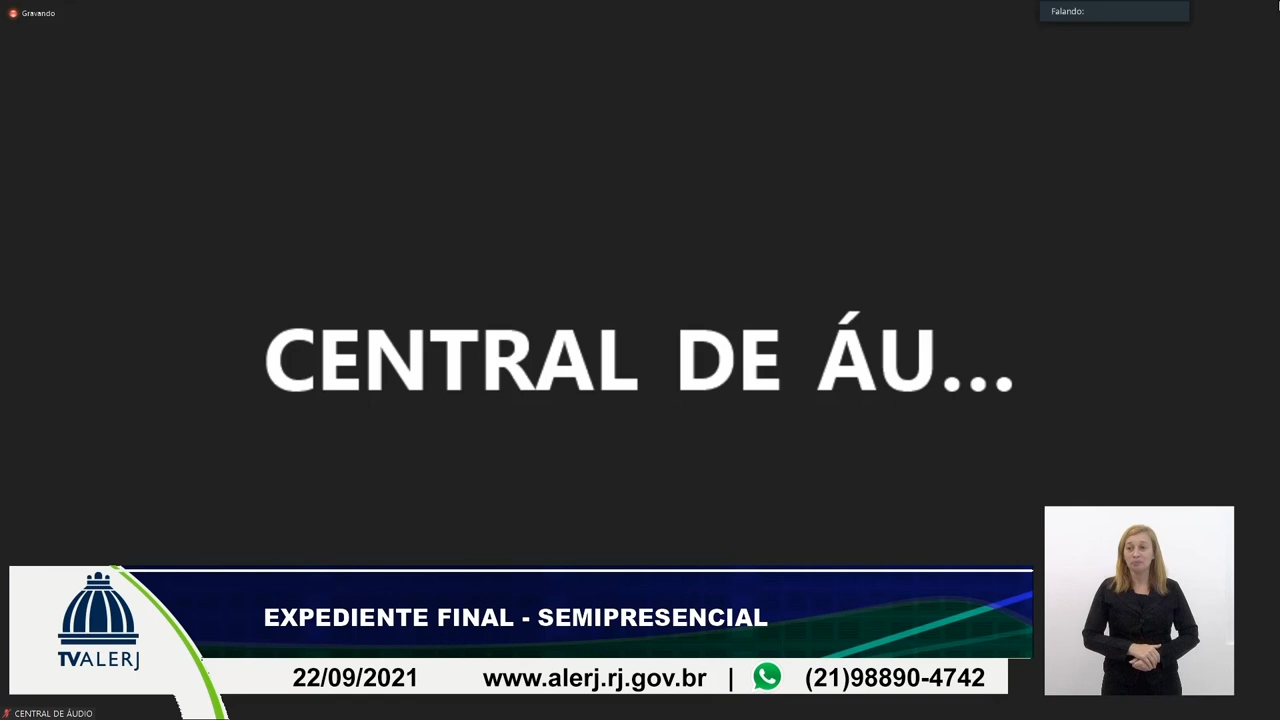 Gravando
Falando:
CENTRAL DE ÁU...
EXPEDIENTE FINAL - SEMIPRESENCIAL
TVALERJ
22/09/2021 www.alerj.rj.gov.br | (21)98890-4742
CENTRAL DE ÁUDIO